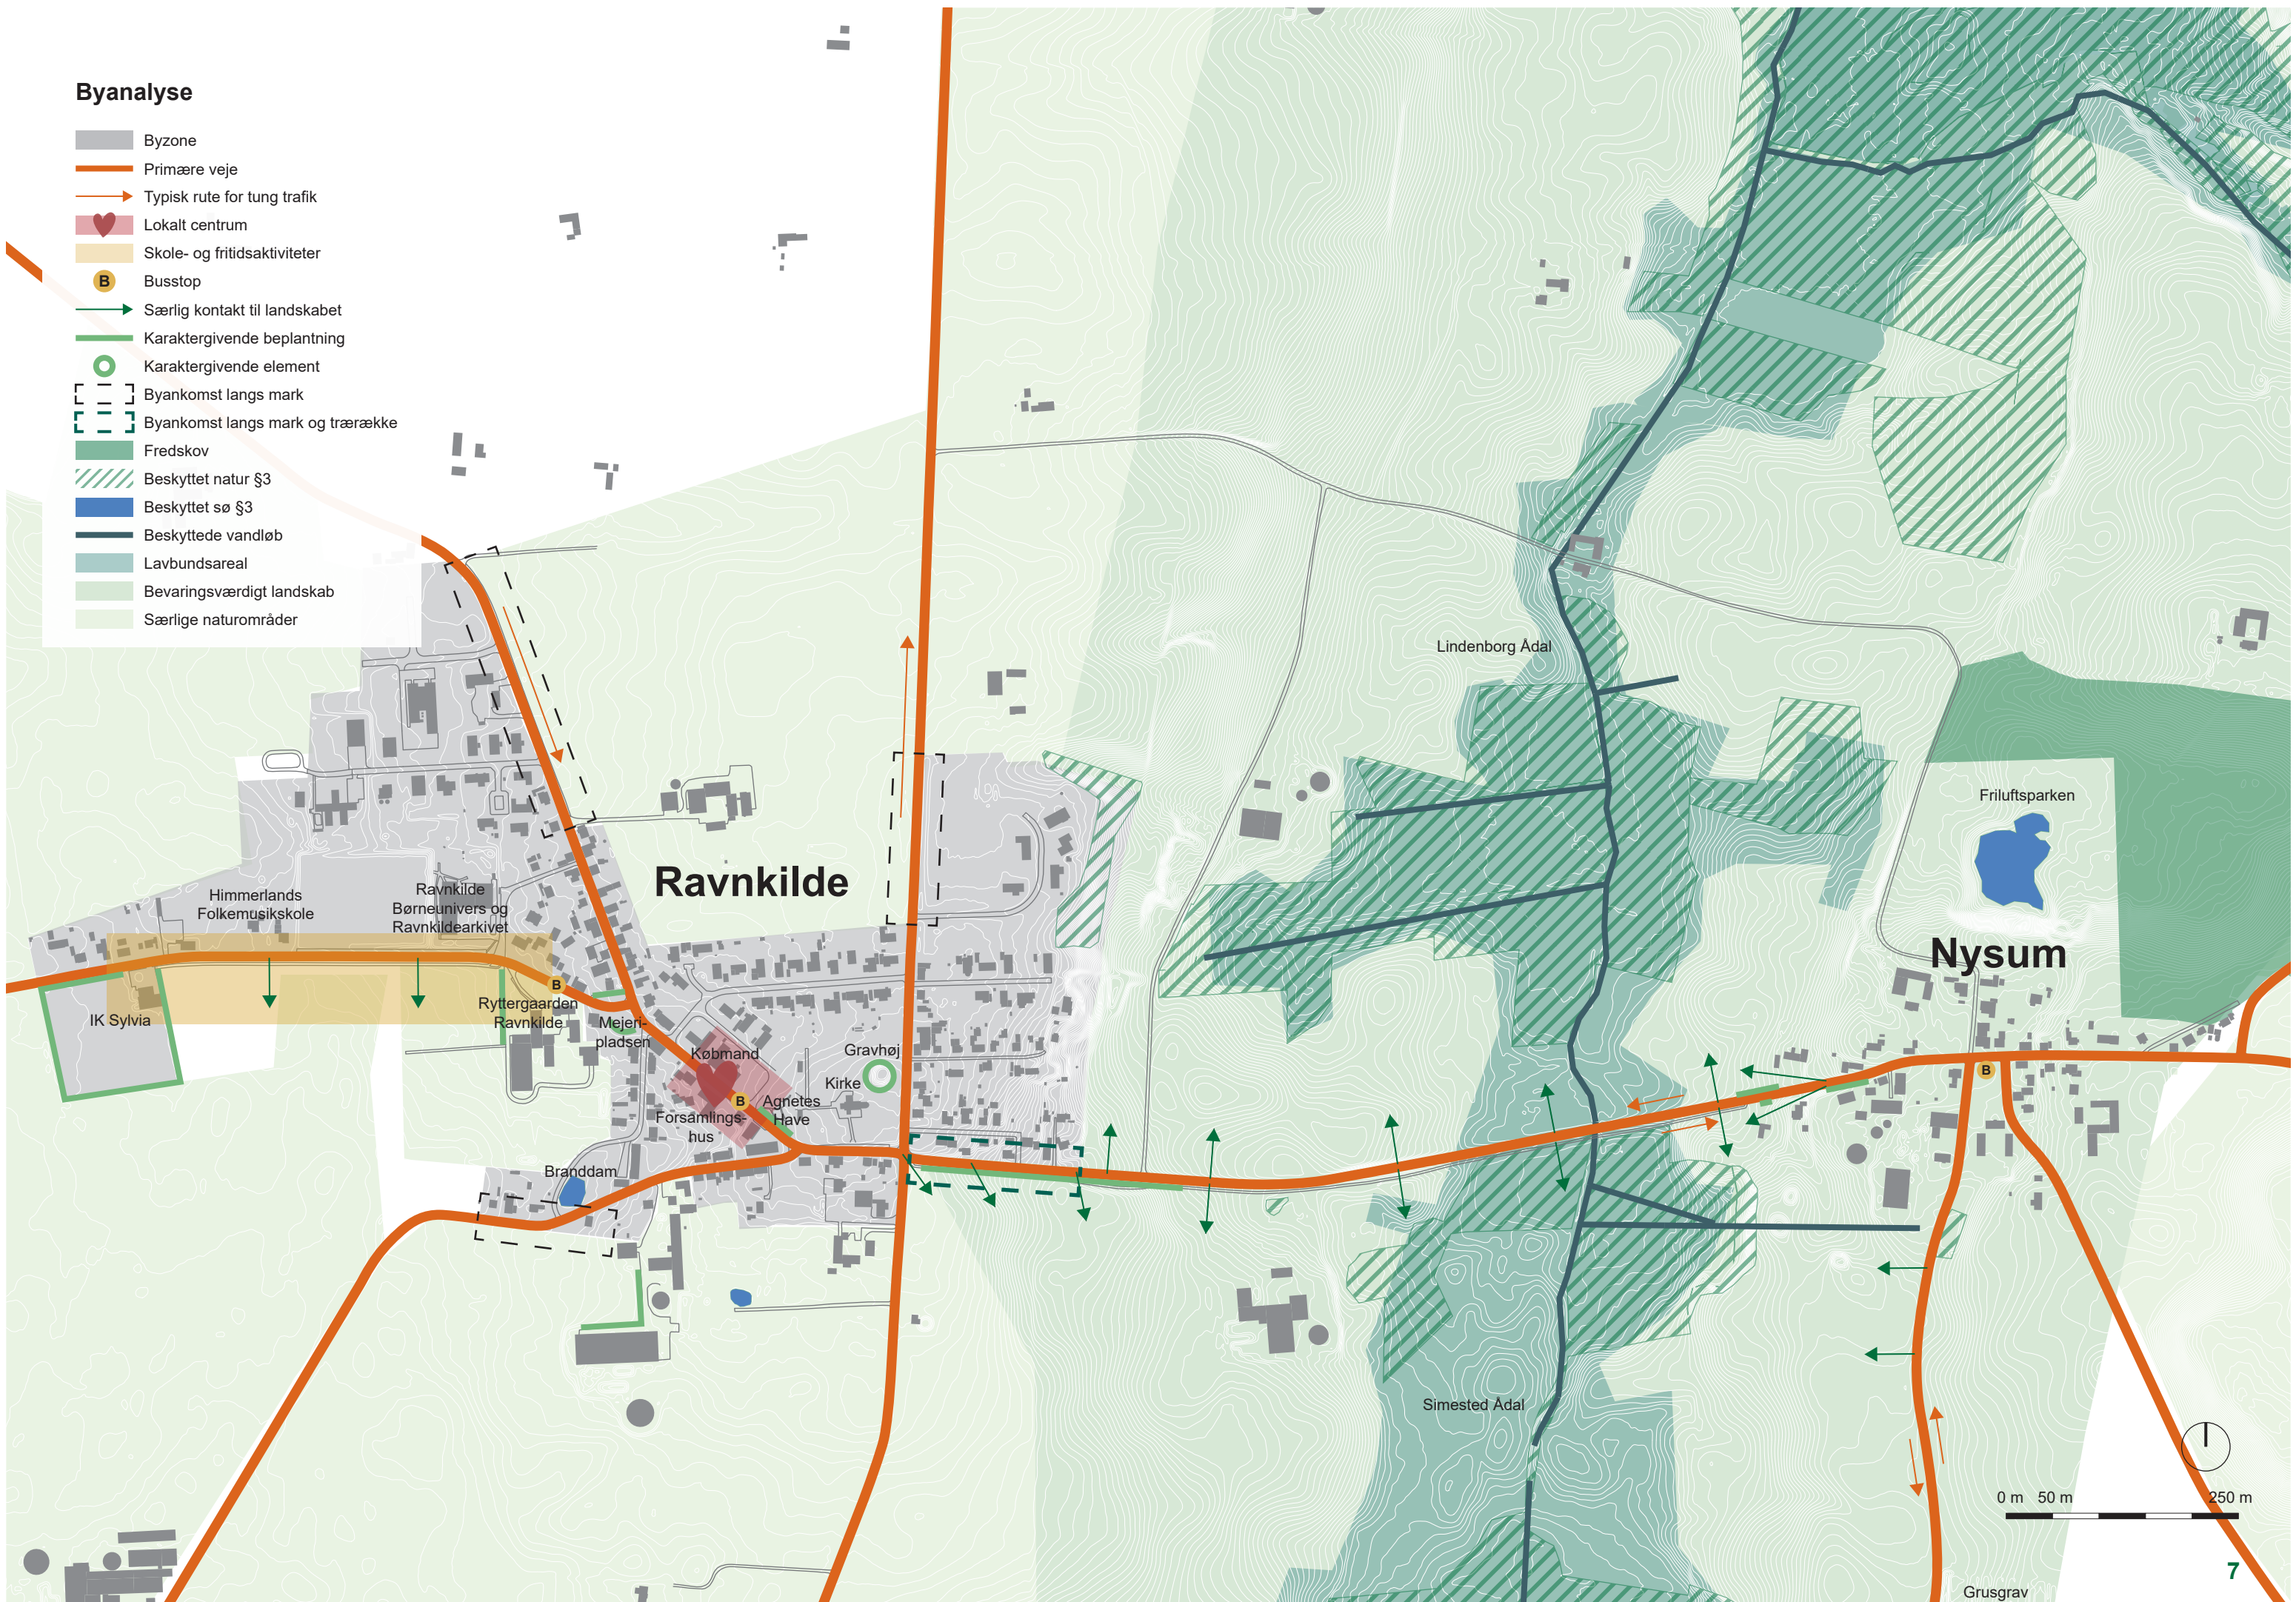 Byanalyse
Byzone
Primære veje
Typisk rute for tung trafik
Lokalt centrum
Skole- og fritidsaktiviteter
B
Busstop
Særlig kontakt til landskabet
Karaktergivende beplantning
Karaktergivende element
Byankomst langs mark
Byankomst langs mark og trærække
Fredskov
Beskyttet natur §3
Beskyttet sø §3
Beskyttede vandløb
Lavbundsareal
Bevaringsværdigt landskab
Særlige naturområder
Lindenborg Ådal
Friluftsparken
Ravnkilde
Himmerlands
Folkemusikskole
Ravnkilde
Børneunivers og
Ravnkildearkivet
Nysum
B
Ryttergaarden
Ravnkilde
IK Sylvia
Mejeri-
pladsen
Købmand
Gravhøj
Kirke
B
Agnetes
Have
Forsamlings-
hus
B
Branddam
Simested Ådal
0 m 50 m 250 m
7
Grusgrav